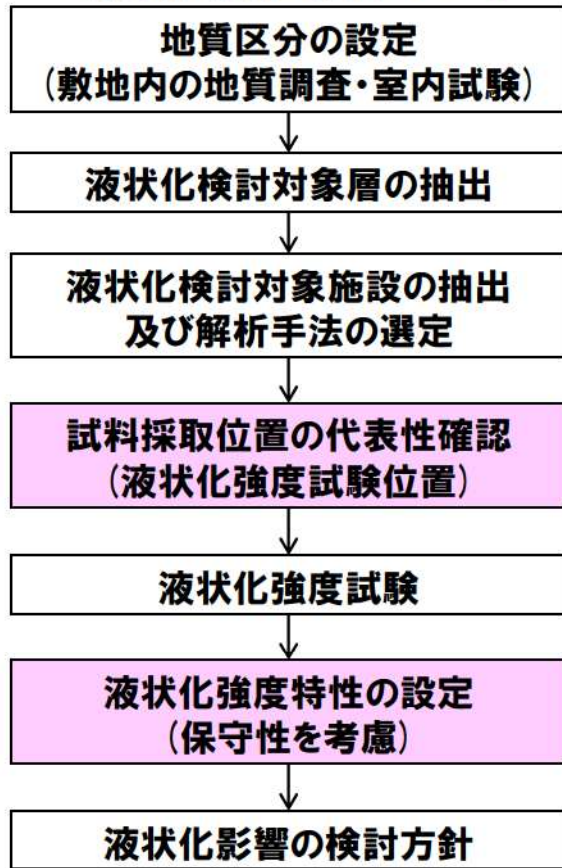 地質区分の設定
(敷地内の地質調査・室内試験)
液状化検討対象層の抽出
液状化検討対象施設の抽出
及び解析手法の選定
試料採取位置の代表性確認
(液状化強度試験位置)
液状化強度試験
液状化強度特性の設定
(保守性を考慮)
液状化影響の検討方針